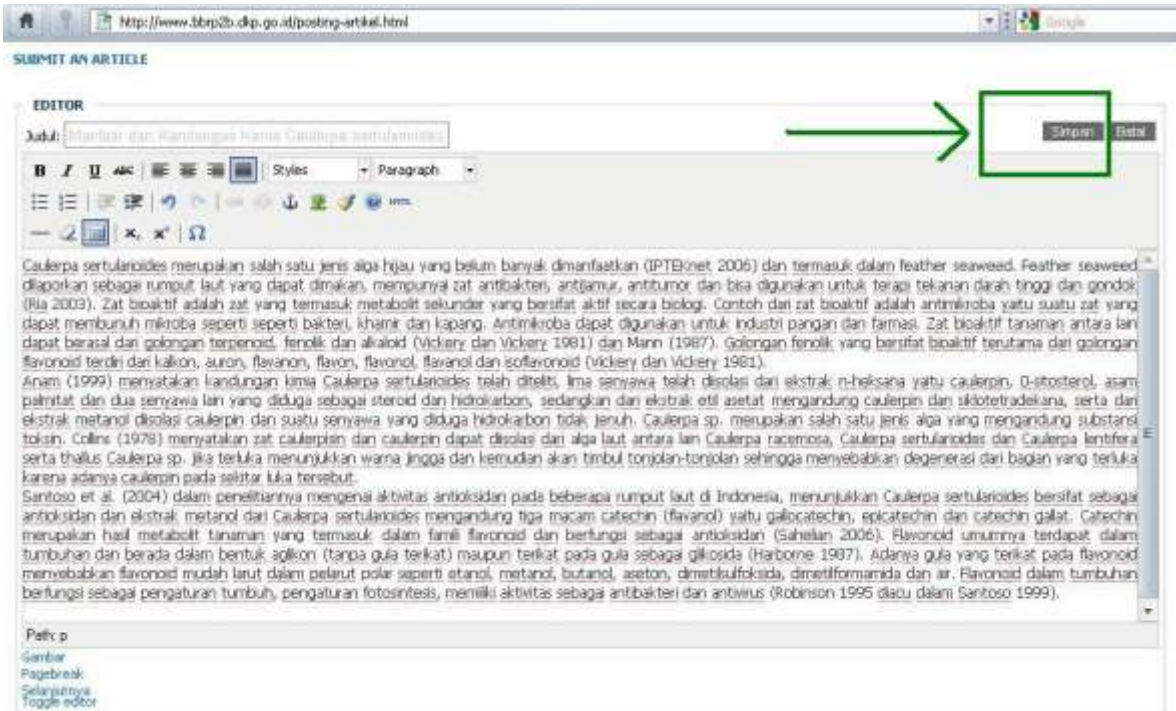 http://www.bbrp2b.dkp.go.id/posting-artikel.html
Google
SUBMIT AN ARTICLE
EDITOR
Judul: Manfaat dan Kandungan Kimia Caulerpa sertularioides
Simpan Batal
B I U ABC Styles Paragraph
HTML
Caulerpa sertularioides merupakan salah satu jenis alga hijau yang belum banyak dimanfaatkan (IPTEKnet 2006) dan termasuk dalam feather seaweed. Feather seaweed
dilaporkan sebagai rumput laut yang dapat dimakan, mempunyai zat antibakteri, antijamur, antitumor dan bisa digunakan untuk terapi tekanan darah tinggi dan gondok
(Ria 2003). Zat bioaktif adalah zat yang termasuk metabolit sekunder yang bersifat aktif secara biologi. Contoh dari zat bioaktif adalah antimikroba yaitu suatu zat yang
dapat membunuh mikroba seperti seperti bakteri, khamir dan kapang. Antimikroba dapat digunakan untuk industri pangan dan farmasi. Zat bioaktif tanaman antara lain
dapat berasal dari golongan terpenoid, fenolik dan alkaloid (Vickery dan Vickery 1981) dan Mann (1987). Golongan fenolik yang bersifat bioaktif terutama dari golongan
flavonoid terdiri dari kalkon, auron, flavanon, flavon, flavonol, flavanol dan isoflavonoid (Vickery dan Vickery 1981).
Anam (1999) menyatakan kandungan kimia Caulerpa sertularioides telah diteliti, lima senyawa telah diisolasi dari ekstrak n-heksana yaitu caulerpin, D-sitosterol, asam
palmitat dan dua senyawa lain yang diduga sebagai steroid dan hidrokarbon, sedangkan dari ekstrak etil asetat mengandung caulerpin dan siklotetradekana, serta dari
ekstrak metanol diisolasi caulerpin dan suatu senyawa yang diduga hidrokarbon tidak jenuh. Caulerpa sp. merupakan salah satu jenis alga yang mengandung substansi
toksin. Collins (1978) menyatakan zat caulerpisin dan caulerpin dapat diisolasi dari alga laut antara lain Caulerpa racemosa, Caulerpa sertularioides dan Caulerpa lentifera
serta thallus Caulerpa sp. jika terluka menunjukkan warna jingga dan kemudian akan timbul tonjolan-tonjolan sehingga menyebabkan degenerasi dari bagian yang terluka
karena adanya caulerpin pada sekitar luka tersebut.
Santoso et al. (2004) dalam penelitiannya mengenai aktivitas antioksidan pada beberapa rumput laut di Indonesia, menunjukkan Caulerpa sertularioides bersifat sebagai
antioksidan dan ekstrak metanol dari Caulerpa sertularioides mengandung tiga macam catechin (flavanol) yaitu gallocatechin, epicatechin dan catechin gallat. Catechin
merupakan hasil metabolit tanaman yang termasuk dalam famili flavonoid dan berfungsi sebagai antioksidan (Sahelian 2006). Flavonoid umumnya terdapat dalam
tumbuhan dan berada dalam bentuk aglikon (tanpa gula terikat) maupun terikat pada gula sebagai glikosida (Harborne 1987). Adanya gula yang terikat pada flavonoid
menyebabkan flavonoid mudah larut dalam pelarut polar seperti etanol, metanol, butanol, aseton, dimetilsulfoksida, dimetilformamida dan air. Flavonoid dalam tumbuhan
berfungsi sebagai pengaturan tumbuh, pengaturan fotosintesis, memiliki aktivitas sebagai antibakteri dan antivirus (Robinson 1995 diacu dalam Santoso 1999).
Path: p
Gambar
Pagebreak
Selanjutnya
Toggle editor